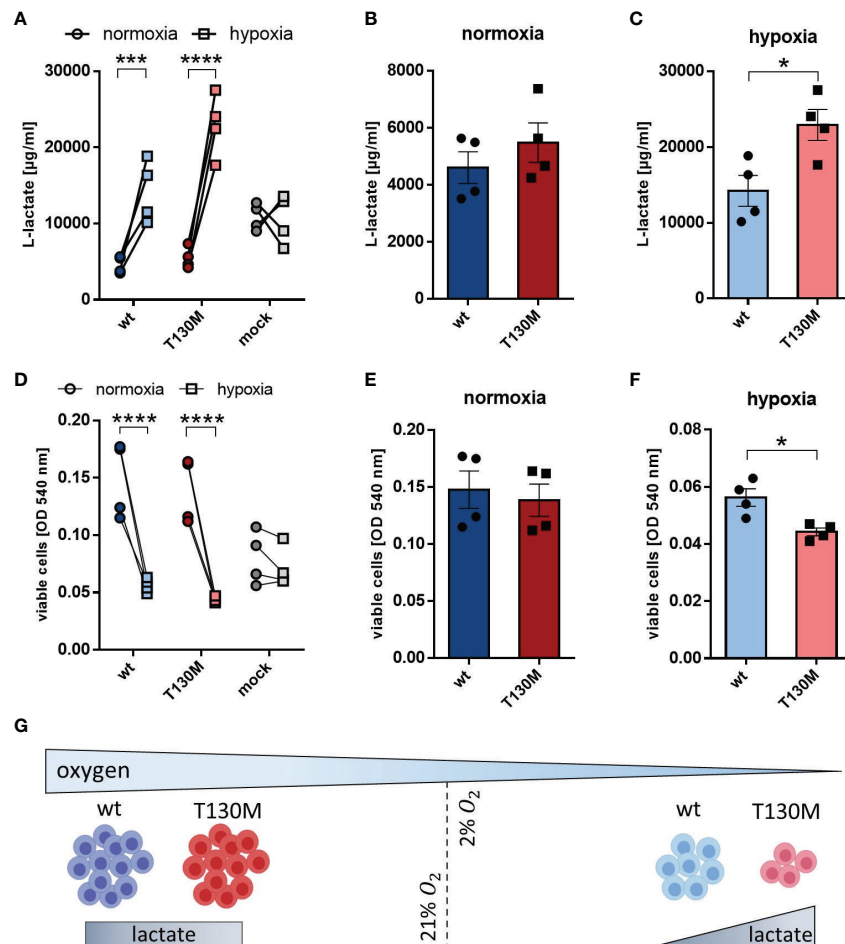 A
normoxia hypoxia
*** ****
L-lactate [µg/ml]
30000
20000
10000
0
wt
T130M
mock
B
normoxia
L-lactate [µg/ml]
8000
6000
4000
2000
0
wt
T130M
C
hypoxia
*
L-lactate [µg/ml]
30000
20000
10000
0
wt
T130M
D
normoxia hypoxia
**** ****
viable cells [OD 540 nm]
0.20
0.15
0.10
0.05
0.00
wt
T130M
mock
E
normoxia
viable cells [OD 540 nm]
0.20
0.15
0.10
0.05
0.00
wt
T130M
F
hypoxia
*
viable cells [OD 540 nm]
0.08
0.06
0.04
0.02
0.00
wt
T130M
G
oxygen
wt T130M
21% O₂
2% O₂
wt T130M
lactate
lactate